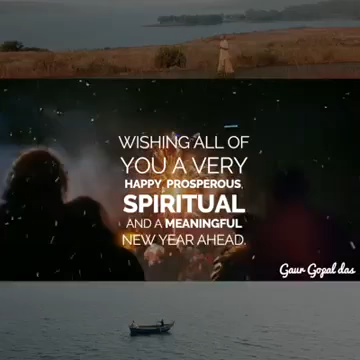 WISHING ALL OF
YOU A VERY
HAPPY, PROSPEROUS,
SPIRITUAL
AND A MEANINGFUL
NEW YEAR AHEAD.
Gaur Gopal das